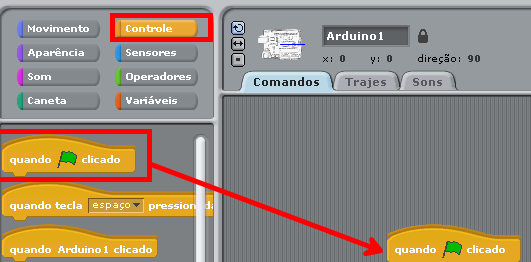 Movimento Controle
Aparência Sensores
Som Operadores
Caneta Variáveis
Arduino1
x: 0 y: 0 direção: 90
Comandos Trajes Sons
quando clicado
quando tecla espaço pressionada
quando Arduino1 clicado
quando clicado